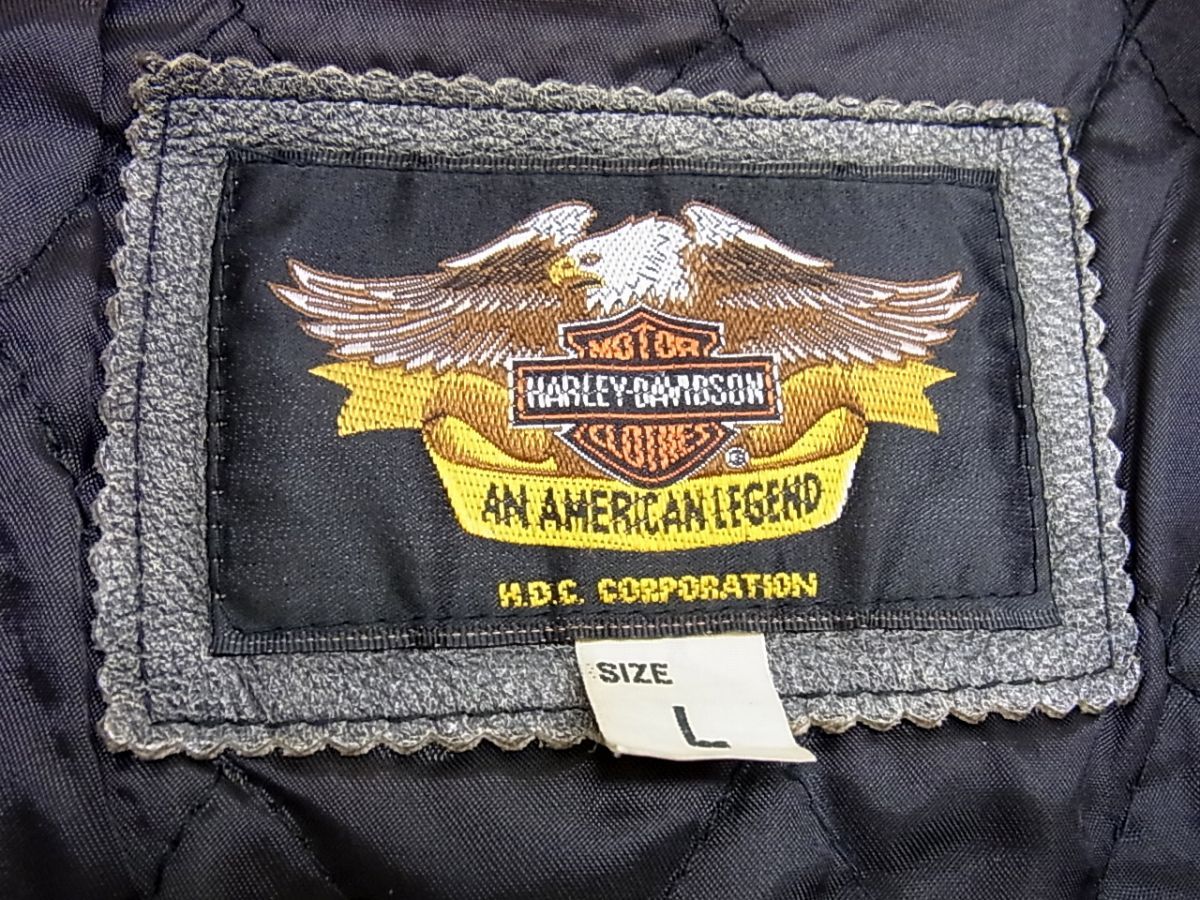 MOTOR
HARLEY-DAVIDSON
CLOTHES
®
AN AMERICAN LEGEND
H.D.C. CORPORATION
SIZE
L